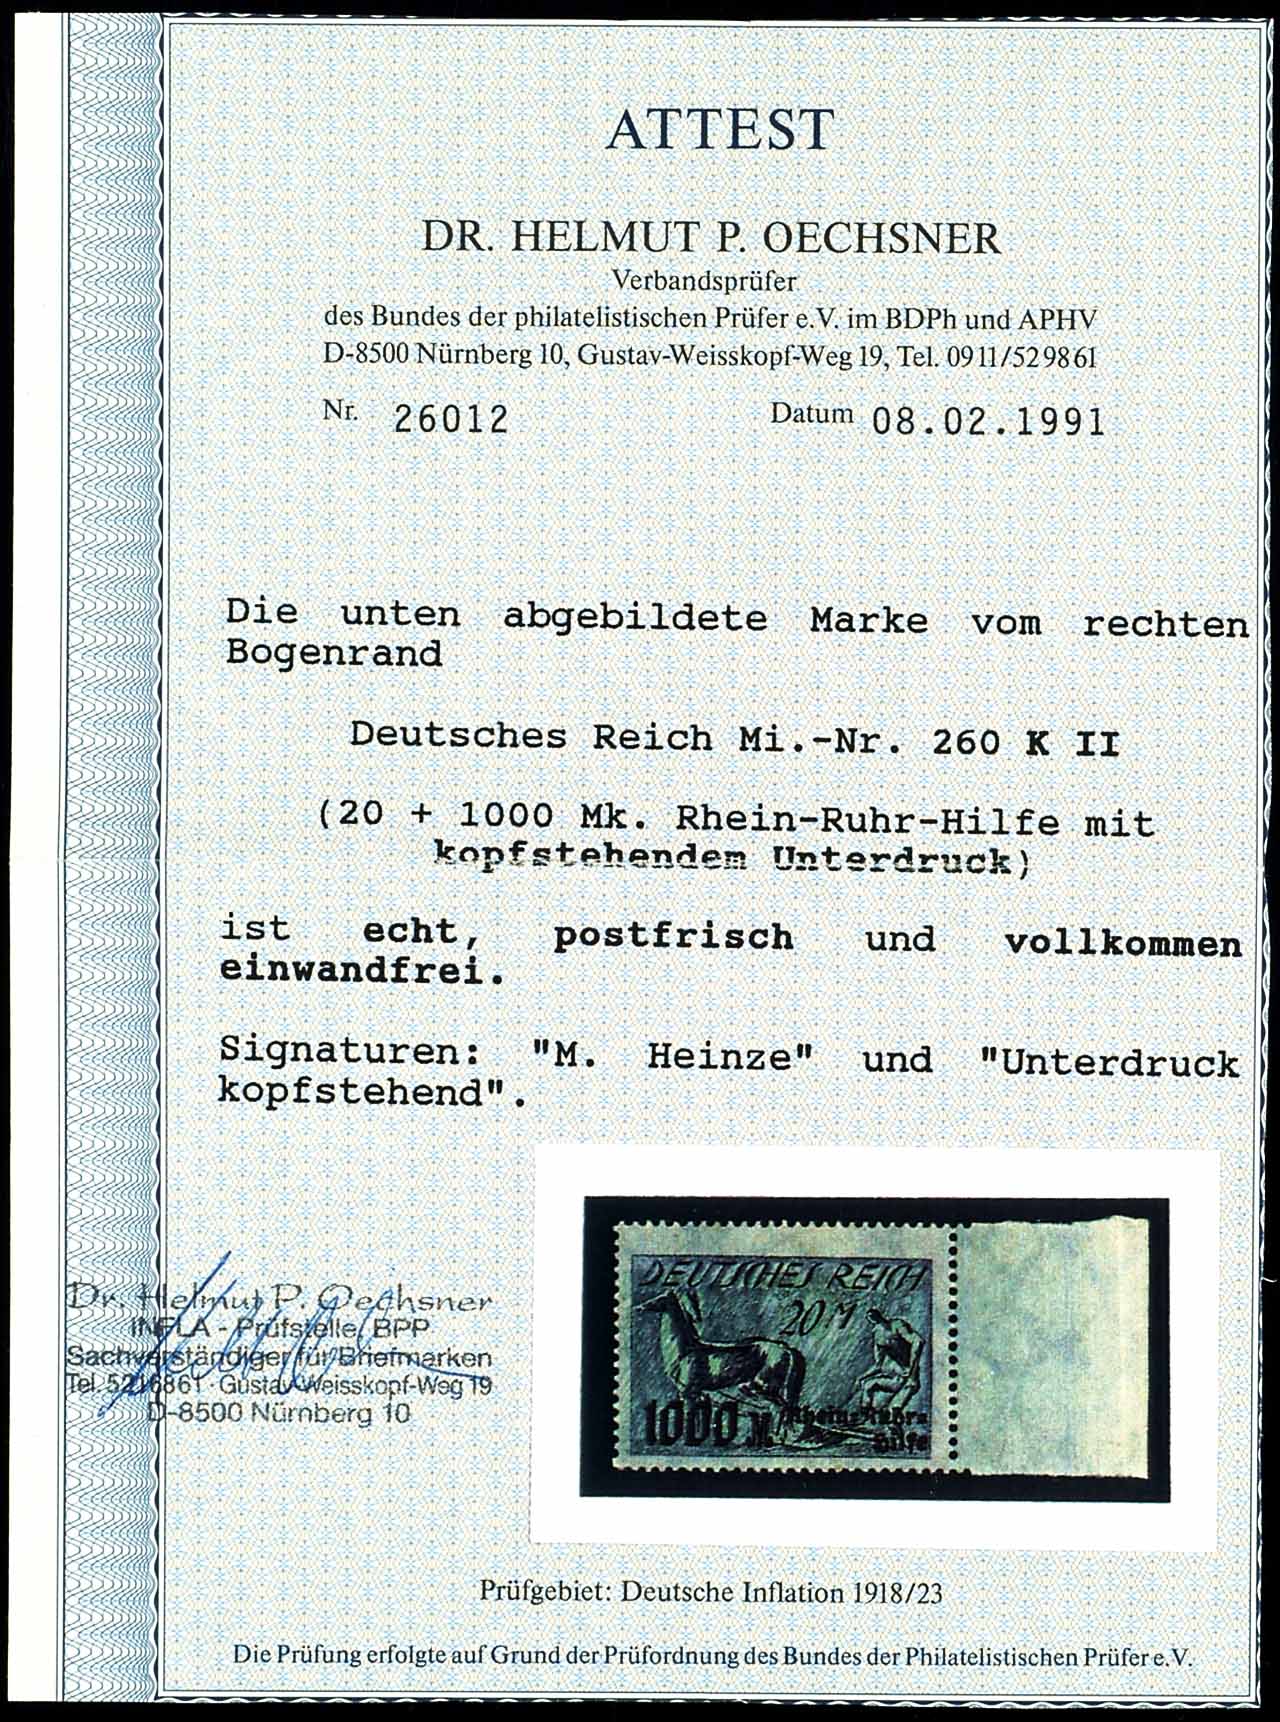 ATTEST
DR. HELMUT P. OECHSNER
Verbandsprüfer
des Bundes der philatelistischen Prüfer e.V. im BDPh und APHV
D-8500 Nürnberg 10, Gustav-Weisskopf-Weg 19, Tel. 0911/529861
Nr. 26012 Datum 08.02.1991
Die unten abgebildete Marke vom rechten
Bogenrand
Deutsches Reich Mi.-Nr. 260 K II
(20 + 1000 Mk. Rhein-Ruhr-Hilfe mit
kopfstehendem Unterdruck)
ist echt, postfrisch und vollkommen
einwandfrei.
Signaturen: "M. Heinze" und "Unterdruck
kopfstehend".
DEUTSCHES REICH
20 M
1000 M. Rhein=Ruhr=
Hilfe
Dr. Helmut P. Oechsner
INFLA - Prüfstelle BPP
Sachverständiger für Briefmarken
Tel. 5216861 · Gustav-Weisskopf-Weg 19
D-8500 Nürnberg 10
Prüfgebiet: Deutsche Inflation 1918/23
Die Prüfung erfolgte auf Grund der Prüfordnung des Bundes der Philatelistischen Prüfer e.V.